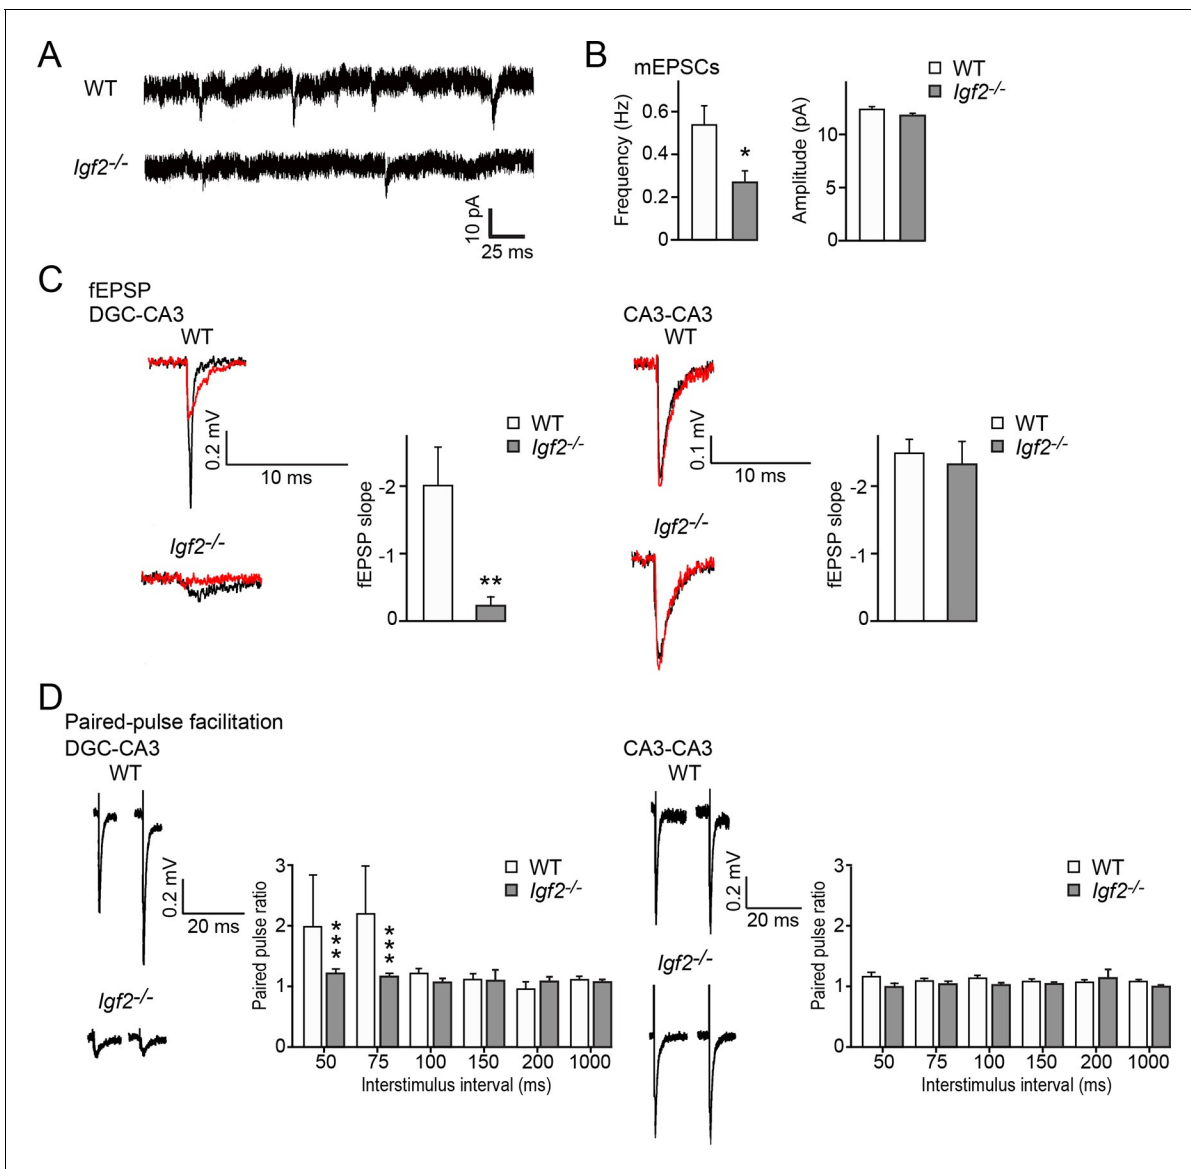 A
WT
Igf2-/-
10 pA
25 ms
B
mEPSCs
WT
Igf2-/-
Frequency (Hz)
0.6
0.4
0.2
0
*
Amplitude (pA)
10
5
0
C
fEPSP
DGC-CA3
WT
0.2 mV
10 ms
Igf2-/-
WT
Igf2-/-
fEPSP slope
-2
-1
0
**
CA3-CA3
WT
0.1 mV
10 ms
Igf2-/-
WT
Igf2-/-
fEPSP slope
-2
-1
0
D
Paired-pulse facilitation
DGC-CA3
WT
0.2 mV
20 ms
Igf2-/-
WT
Igf2-/-
Paired pulse ratio
3
2
1
0
***
***
50 75 100 150 200 1000
Interstimulus interval (ms)
CA3-CA3
WT
0.2 mV
20 ms
Igf2-/-
WT
Igf2-/-
Paired pulse ratio
3
2
1
0
50 75 100 150 200 1000
Interstimulus interval (ms)